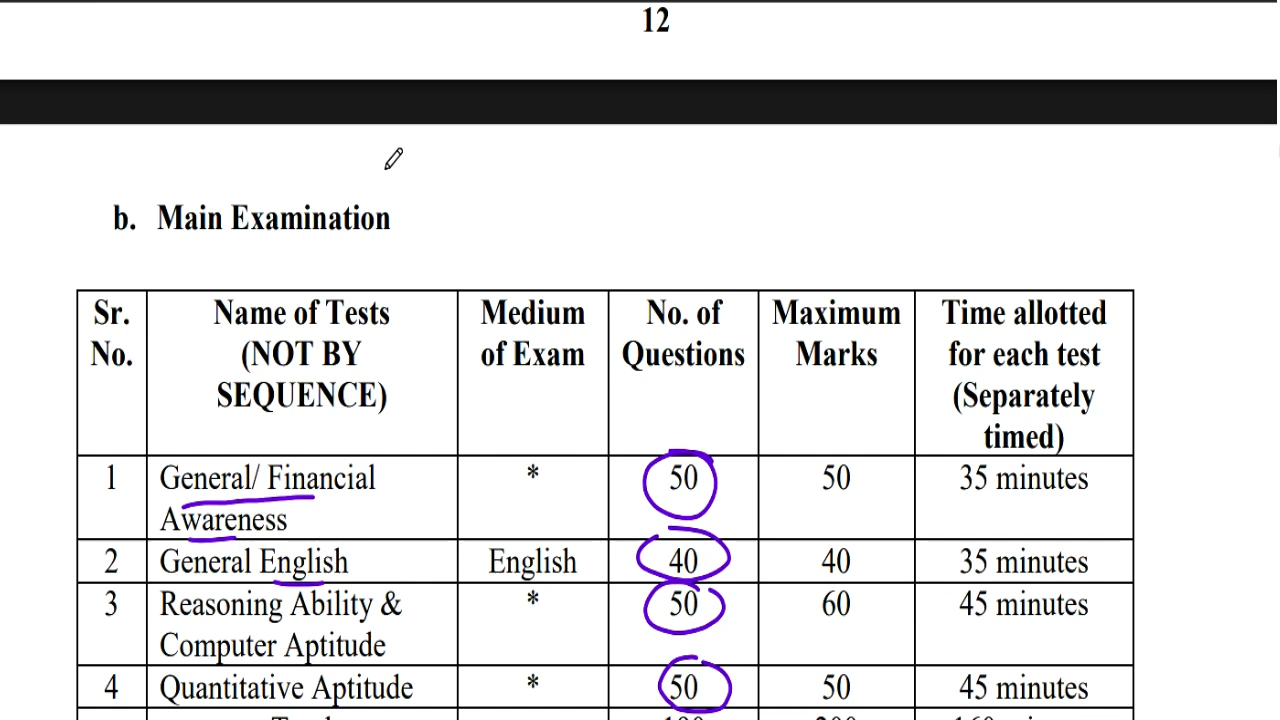 12
b. Main Examination
Sr. No. | Name of Tests (NOT BY SEQUENCE) | Medium of Exam | No. of Questions | Maximum Marks | Time allotted for each test (Separately timed)
1 | General/ Financial Awareness | * | 50 | 50 | 35 minutes
2 | General English | English | 40 | 40 | 35 minutes
3 | Reasoning Ability & Computer Aptitude | * | 50 | 60 | 45 minutes
4 | Quantitative Aptitude | * | 50 | 50 | 45 minutes